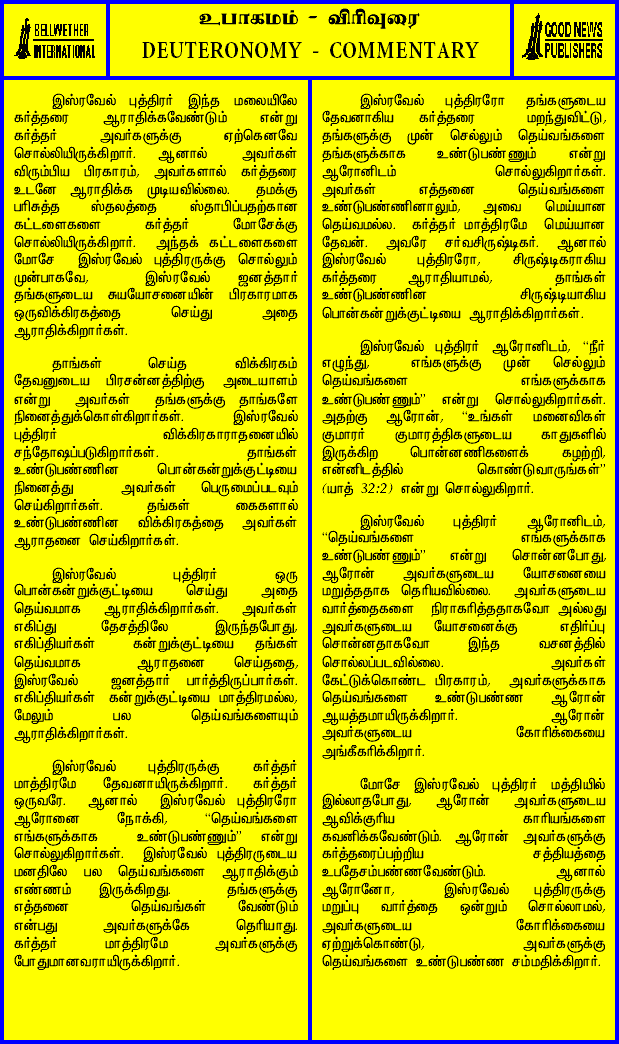 BELLWETHER
INTERNATIONAL
உபாகமம் - விரிவுரை
DEUTERONOMY - COMMENTARY
GOOD NEWS
PUBLISHERS
இஸ்ரவேல் புத்திரர் இந்த மலையிலே
கர்த்தரை ஆராதிக்கவேண்டும் என்று
கர்த்தர் அவர்களுக்கு ஏற்கெனவே
சொல்லியிருக்கிறார். ஆனால் அவர்கள்
விரும்பிய பிரகாரம், அவர்களால் கர்த்தரை
உடனே ஆராதிக்க முடியவில்லை. தமக்கு
பரிசுத்த ஸ்தலத்தை ஸ்தாபிப்பதற்கான
கட்டளைகளை கர்த்தர் மோசேக்கு
சொல்லியிருக்கிறார். அந்தக் கட்டளைகளை
மோசே இஸ்ரவேல் புத்திரருக்கு சொல்லும்
முன்பாகவே, இஸ்ரவேல் ஜனத்தார்
தங்களுடைய சுயயோசனையின் பிரகாரமாக
ஒருவிக்கிரகத்தை செய்து அதை
ஆராதிக்கிறார்கள்.
தாங்கள் செய்த விக்கிரகம்
தேவனுடைய பிரசன்னத்திற்கு அடையாளம்
என்று அவர்கள் தங்களுக்கு தாங்களே
நினைத்துக்கொள்கிறார்கள். இஸ்ரவேல்
புத்திரர் விக்கிரகாராதனையில்
சந்தோஷப்படுகிறார்கள். தாங்கள்
உண்டுபண்ணின பொன்கன்றுக்குட்டியை
நினைத்து அவர்கள் பெருமைப்படவும்
செய்கிறார்கள். தங்கள் கைகளால்
உண்டுபண்ணின விக்கிரகத்தை அவர்கள்
ஆராதனை செய்கிறார்கள்.
இஸ்ரவேல் புத்திரர் ஒரு
பொன்கன்றுக்குட்டியை செய்து அதை
தெய்வமாக ஆராதிக்கிறார்கள். அவர்கள்
எகிப்து தேசத்திலே இருந்தபோது,
எகிப்தியர்கள் கன்றுக்குட்டியை தங்கள்
தெய்வமாக ஆராதனை செய்ததை,
இஸ்ரவேல் ஜனத்தார் பார்த்திருப்பார்கள்.
எகிப்தியர்கள் கன்றுக்குட்டியை மாத்திரமல்ல,
மேலும் பல தெய்வங்களையும்
ஆராதிக்கிறார்கள்.
இஸ்ரவேல் புத்திரருக்கு கர்த்தர்
மாத்திரமே தேவனாயிருக்கிறார். கர்த்தர்
ஒருவரே. ஆனால் இஸ்ரவேல் புத்திரரோ
ஆரோனை நோக்கி, “தெய்வங்களை
எங்களுக்காக உண்டுபண்ணும்” என்று
சொல்லுகிறார்கள். இஸ்ரவேல் புத்திரருடைய
மனதிலே பல தெய்வங்களை ஆராதிக்கும்
எண்ணம் இருக்கிறது. தங்களுக்கு
எத்தனை தெய்வங்கள் வேண்டும்
என்பது அவர்களுக்கே தெரியாது.
கர்த்தர் மாத்திரமே அவர்களுக்கு
போதுமானவராயிருக்கிறார்.
இஸ்ரவேல் புத்திரரோ தங்களுடைய
தேவனாகிய கர்த்தரை மறந்துவிட்டு,
தங்களுக்கு முன் செல்லும் தெய்வங்களை
தங்களுக்காக உண்டுபண்ணும் என்று
ஆரோனிடம் சொல்லுகிறார்கள்.
அவர்கள் எத்தனை தெய்வங்களை
உண்டுபண்ணினாலும், அவை மெய்யான
தெய்வமல்ல. கர்த்தர் மாத்திரமே மெய்யான
தேவன். அவரே சர்வசிருஷ்டிகர். ஆனால்
இஸ்ரவேல் புத்திரரோ, சிருஷ்டிகராகிய
கர்த்தரை ஆராதியாமல், தாங்கள்
உண்டுபண்ணின சிருஷ்டியாகிய
பொன்கன்றுக்குட்டியை ஆராதிக்கிறார்கள்.
இஸ்ரவேல் புத்திரர் ஆரோனிடம், “நீர்
எழுந்து, எங்களுக்கு முன் செல்லும்
தெய்வங்களை எங்களுக்காக
உண்டுபண்ணும்” என்று சொல்லுகிறார்கள்.
அதற்கு ஆரோன், “உங்கள் மனைவிகள்
குமாரர் குமாரத்திகளுடைய காதுகளில்
இருக்கிற பொன்னணிகளைக் கழற்றி,
என்னிடத்தில் கொண்டுவாருங்கள்”
(யாத் 32:2) என்று சொல்லுகிறார்.
இஸ்ரவேல் புத்திரர் ஆரோனிடம்,
“தெய்வங்களை எங்களுக்காக
உண்டுபண்ணும்” என்று சொன்னபோது,
ஆரோன் அவர்களுடைய யோசனையை
மறுத்ததாக தெரியவில்லை. அவர்களுடைய
வார்த்தைகளை நிராகரித்ததாகவோ அல்லது
அவர்களுடைய யோசனைக்கு எதிர்ப்பு
சொன்னதாகவோ இந்த வசனத்தில்
சொல்லப்படவில்லை. அவர்கள்
கேட்டுக்கொண்ட பிரகாரம், அவர்களுக்காக
தெய்வங்களை உண்டுபண்ண ஆரோன்
ஆயத்தமாயிருக்கிறார். ஆரோன்
அவர்களுடைய கோரிக்கையை
அங்கீகரிக்கிறார்.
மோசே இஸ்ரவேல் புத்திரர் மத்தியில்
இல்லாதபோது, ஆரோன் அவர்களுடைய
ஆவிக்குரிய காரியங்களை
கவனிக்கவேண்டும். ஆரோன் அவர்களுக்கு
கர்த்தரைப்பற்றிய சத்தியத்தை
உபதேசம்பண்ணவேண்டும். ஆனால்
ஆரோனோ, இஸ்ரவேல் புத்திரருக்கு
மறுப்பு வார்த்தை ஒன்றும் சொல்லாமல்,
அவர்களுடைய கோரிக்கையை
ஏற்றுக்கொண்டு, அவர்களுக்கு
தெய்வங்களை உண்டுபண்ண சம்மதிக்கிறார்.